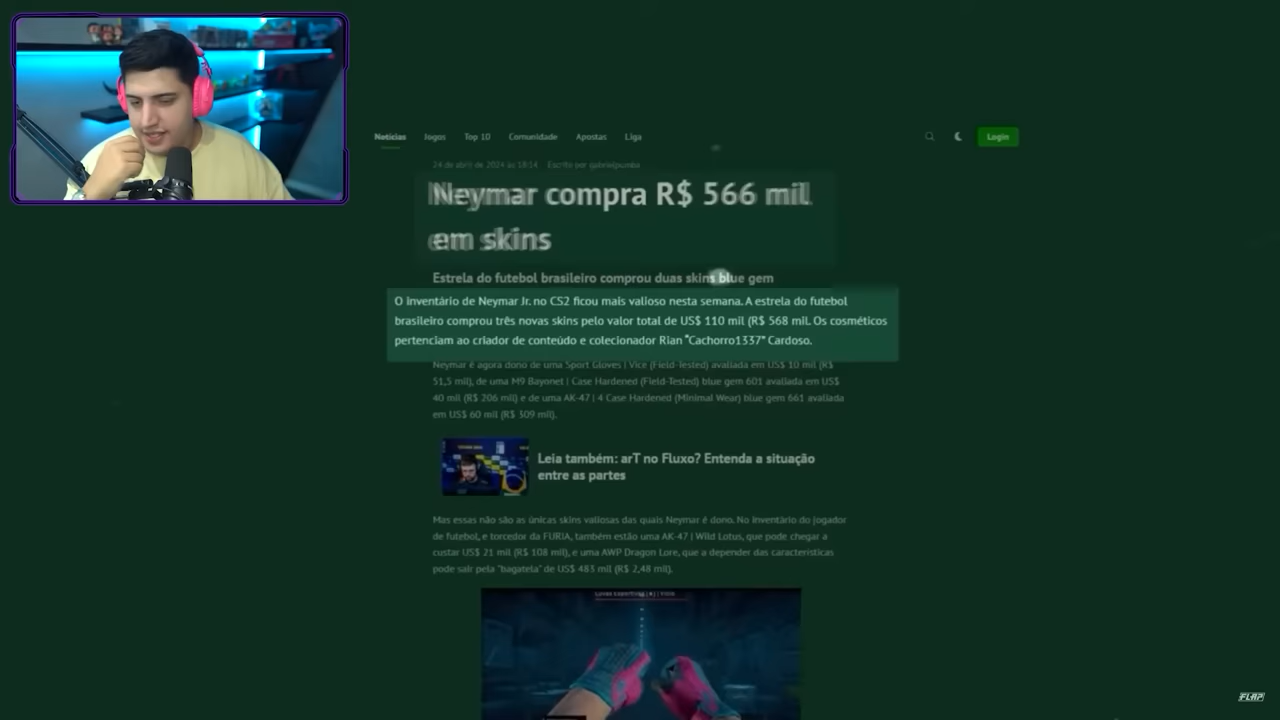 Notícias Jogos Top 10 Comunidade Apostas Liga Login
24 de abril de 2024 às 18:14 Escrito por gabrielpiumba
Neymar compra R$ 566 mil
em skins
Estrela do futebol brasileiro comprou duas skins blue gem
O inventário de Neymar Jr. no CS2 ficou mais valioso nesta semana. A estrela do futebol
brasileiro comprou três novas skins pelo valor total de US$ 110 mil (R$ 568 mil. Os cosméticos
pertenciam ao criador de conteúdo e colecionador Rian "Cachorro1337" Cardoso.
Neymar é agora dono de uma Sport Gloves | Vice (Field-Tested) avaliada em US$ 10 mil (R$
51,5 mil), de uma M9 Bayonet | Case Hardened (Field-Tested) blue gem 601 avaliada em US$
40 mil (R$ 206 mil) e de uma AK-47 | 4 Case Hardened (Minimal Wear) blue gem 661 avaliada
em US$ 60 mil (R$ 309 mil).
Leia também: arT no Fluxo? Entenda a situação
entre as partes
Mas essas não são as únicas skins valiosas das quais Neymar é dono. No inventário do jogador
de futebol, e torcedor da FURIA, também estão uma AK-47 | Wild Lotus, que pode chegar a
custar US$ 21 mil (R$ 108 mil), e uma AWP Dragon Lore, que a depender das características
pode sair pela "bagatela" de US$ 483 mil (R$ 2,48 mil).
Luvas Esportivas (★) | Vício
FLAP